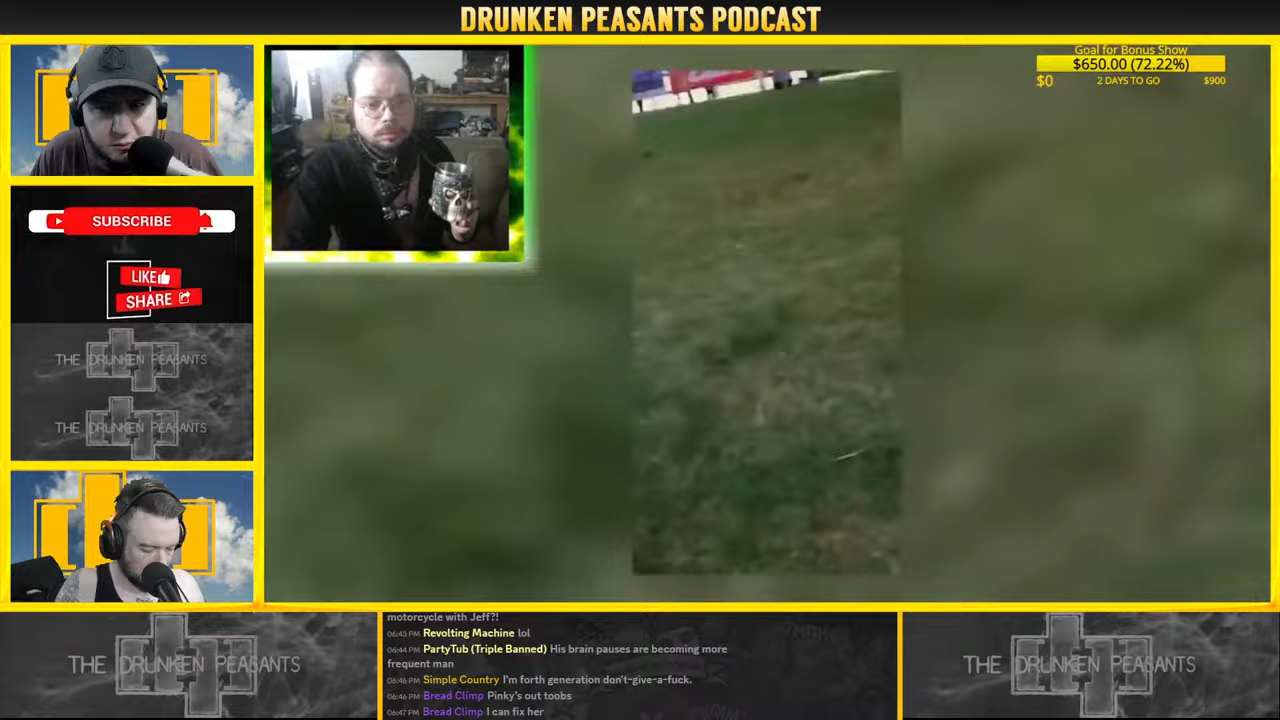 DRUNKEN PEASANTS PODCAST
Goal for Bonus Show
$650.00 (72.22%)
$0
2 DAYS TO GO
$900
SUBSCRIBE
LIKE
SHARE
THE DRUNKEN PEASANTS
THE DRUNKEN PEASANTS
motorcycle with Jeff?!
06:43 PM Revolting Machine lol
06:44 PM PartyTub (Triple Banned) His brain pauses are becoming more
frequent man
06:46 PM Simple Country I'm forth generation don't-give-a-fuck.
06:46 PM Bread Climp Pinky's out toobs
06:47 PM Bread Climp I can fix her
THE DRUNKEN PEASANTS
THE DRUNKEN PEASANTS